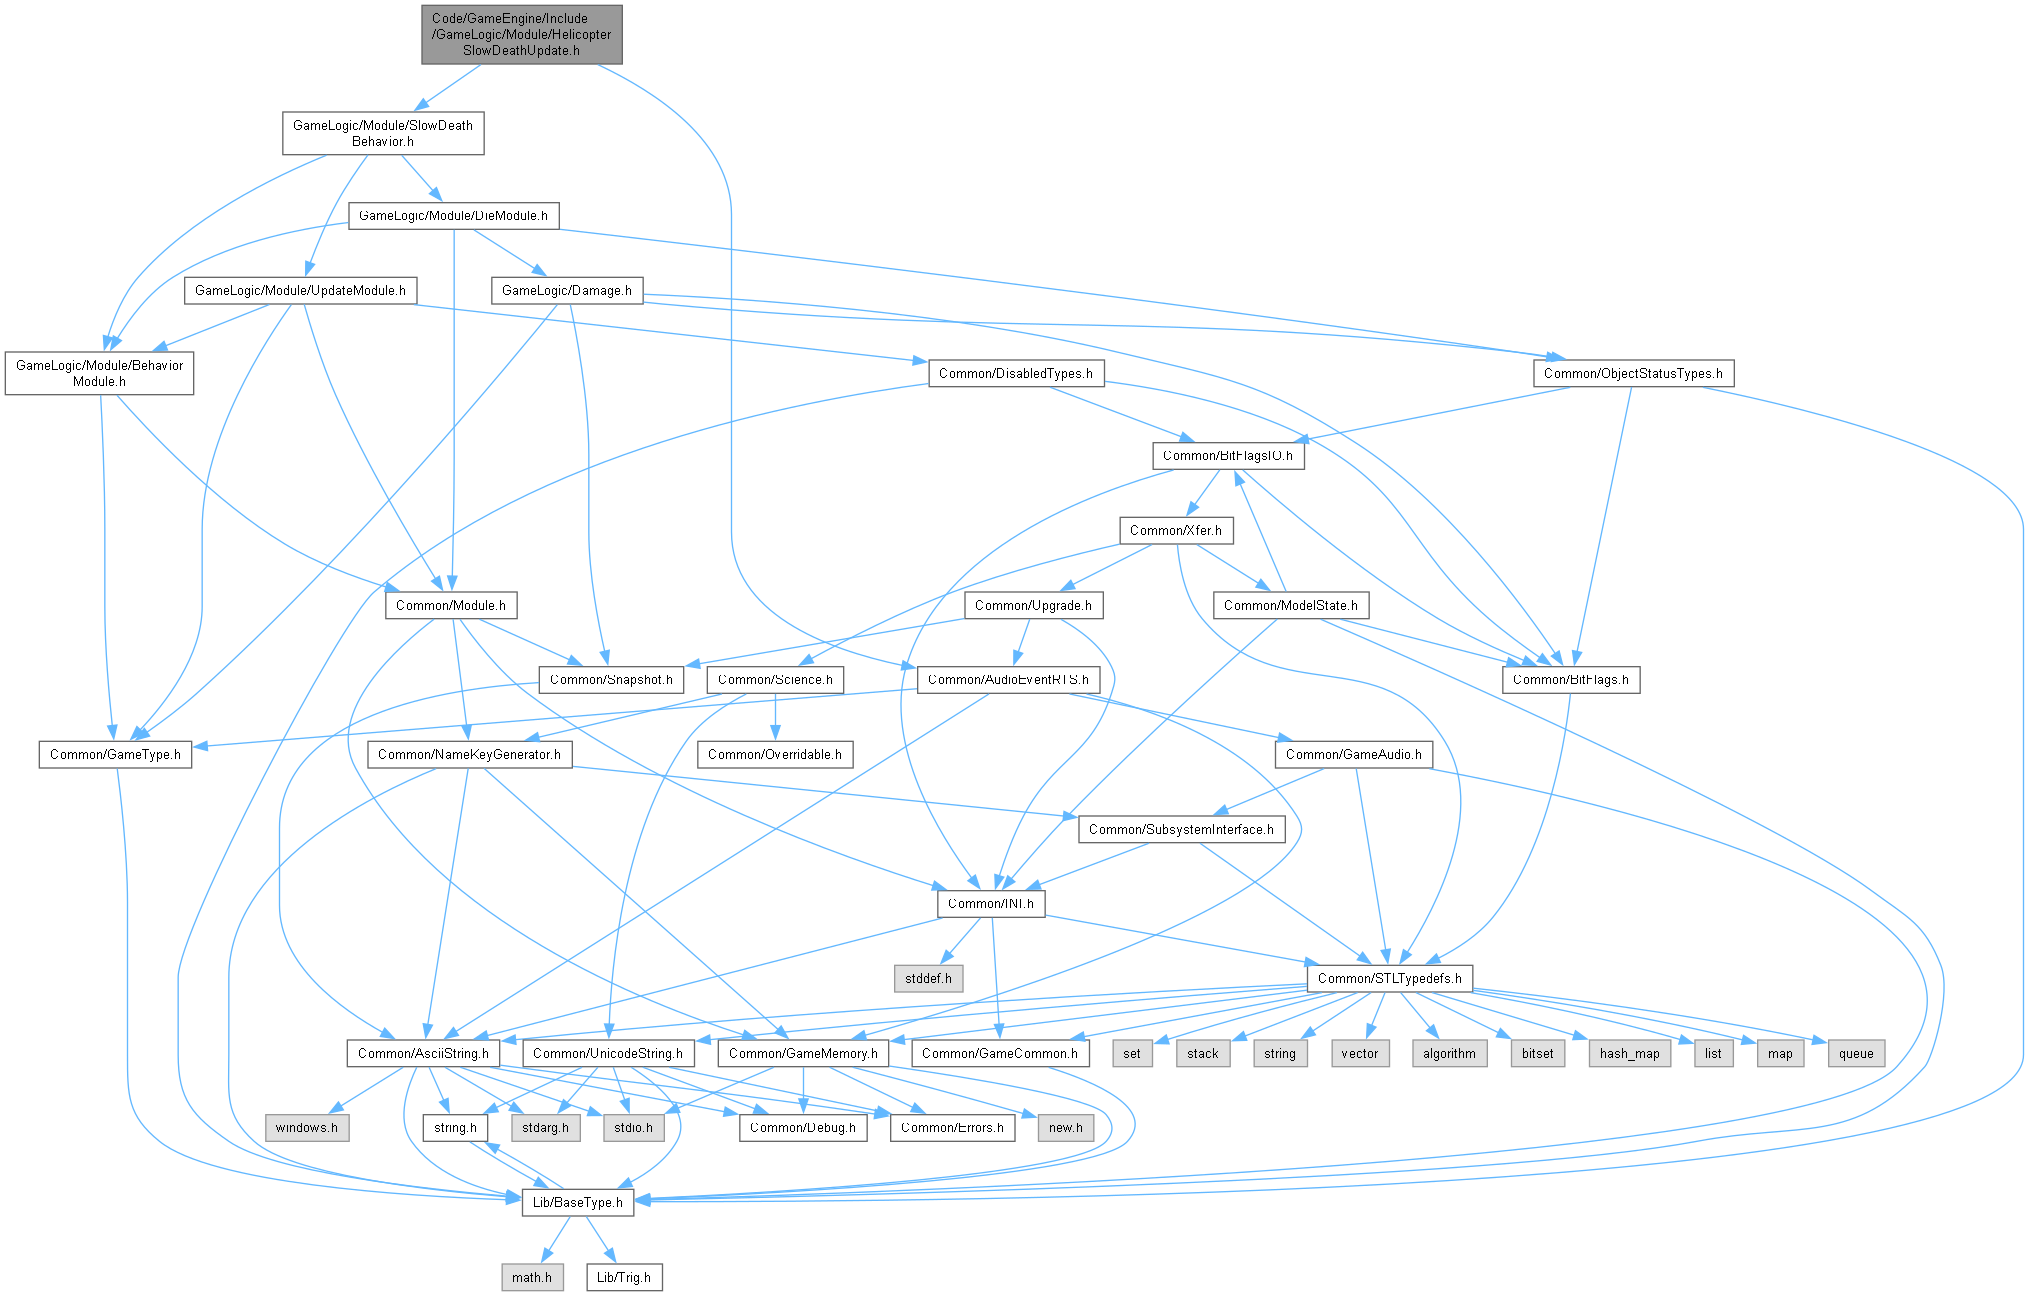 Code/GameEngine/Include
/GameLogic/Module/Helicopter
SlowDeathUpdate.h
GameLogic/Module/SlowDeath
Behavior.h
GameLogic/Module/DieModule.h
GameLogic/Module/UpdateModule.h
GameLogic/Damage.h
GameLogic/Module/Behavior
Module.h
Common/DisabledTypes.h
Common/ObjectStatusTypes.h
Common/BitFlagsIO.h
Common/Xfer.h
Common/Module.h
Common/Upgrade.h
Common/ModelState.h
Common/Snapshot.h
Common/Science.h
Common/AudioEventRTS.h
Common/BitFlags.h
Common/GameType.h
Common/NameKeyGenerator.h
Common/Overridable.h
Common/GameAudio.h
Common/SubsystemInterface.h
Common/INI.h
stddef.h
Common/STLTypedefs.h
Common/AsciiString.h
Common/UnicodeString.h
Common/GameMemory.h
Common/GameCommon.h
set
stack
string
vector
algorithm
bitset
hash_map
list
map
queue
windows.h
string.h
stdarg.h
stdio.h
Common/Debug.h
Common/Errors.h
new.h
Lib/BaseType.h
math.h
Lib/Trig.h